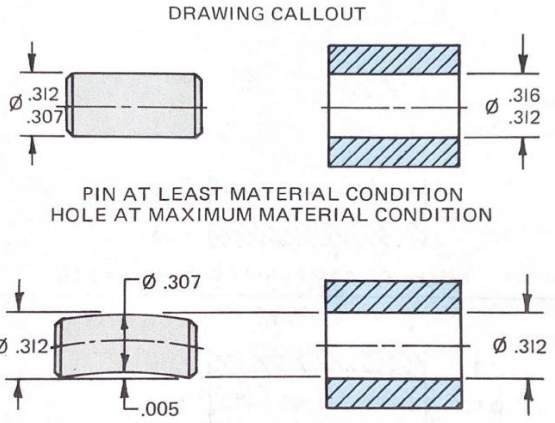 DRAWING CALLOUT
Ø .312
.307
Ø .316
.312
PIN AT LEAST MATERIAL CONDITION
HOLE AT MAXIMUM MATERIAL CONDITION
Ø .307
Ø .312
Ø .312
.005